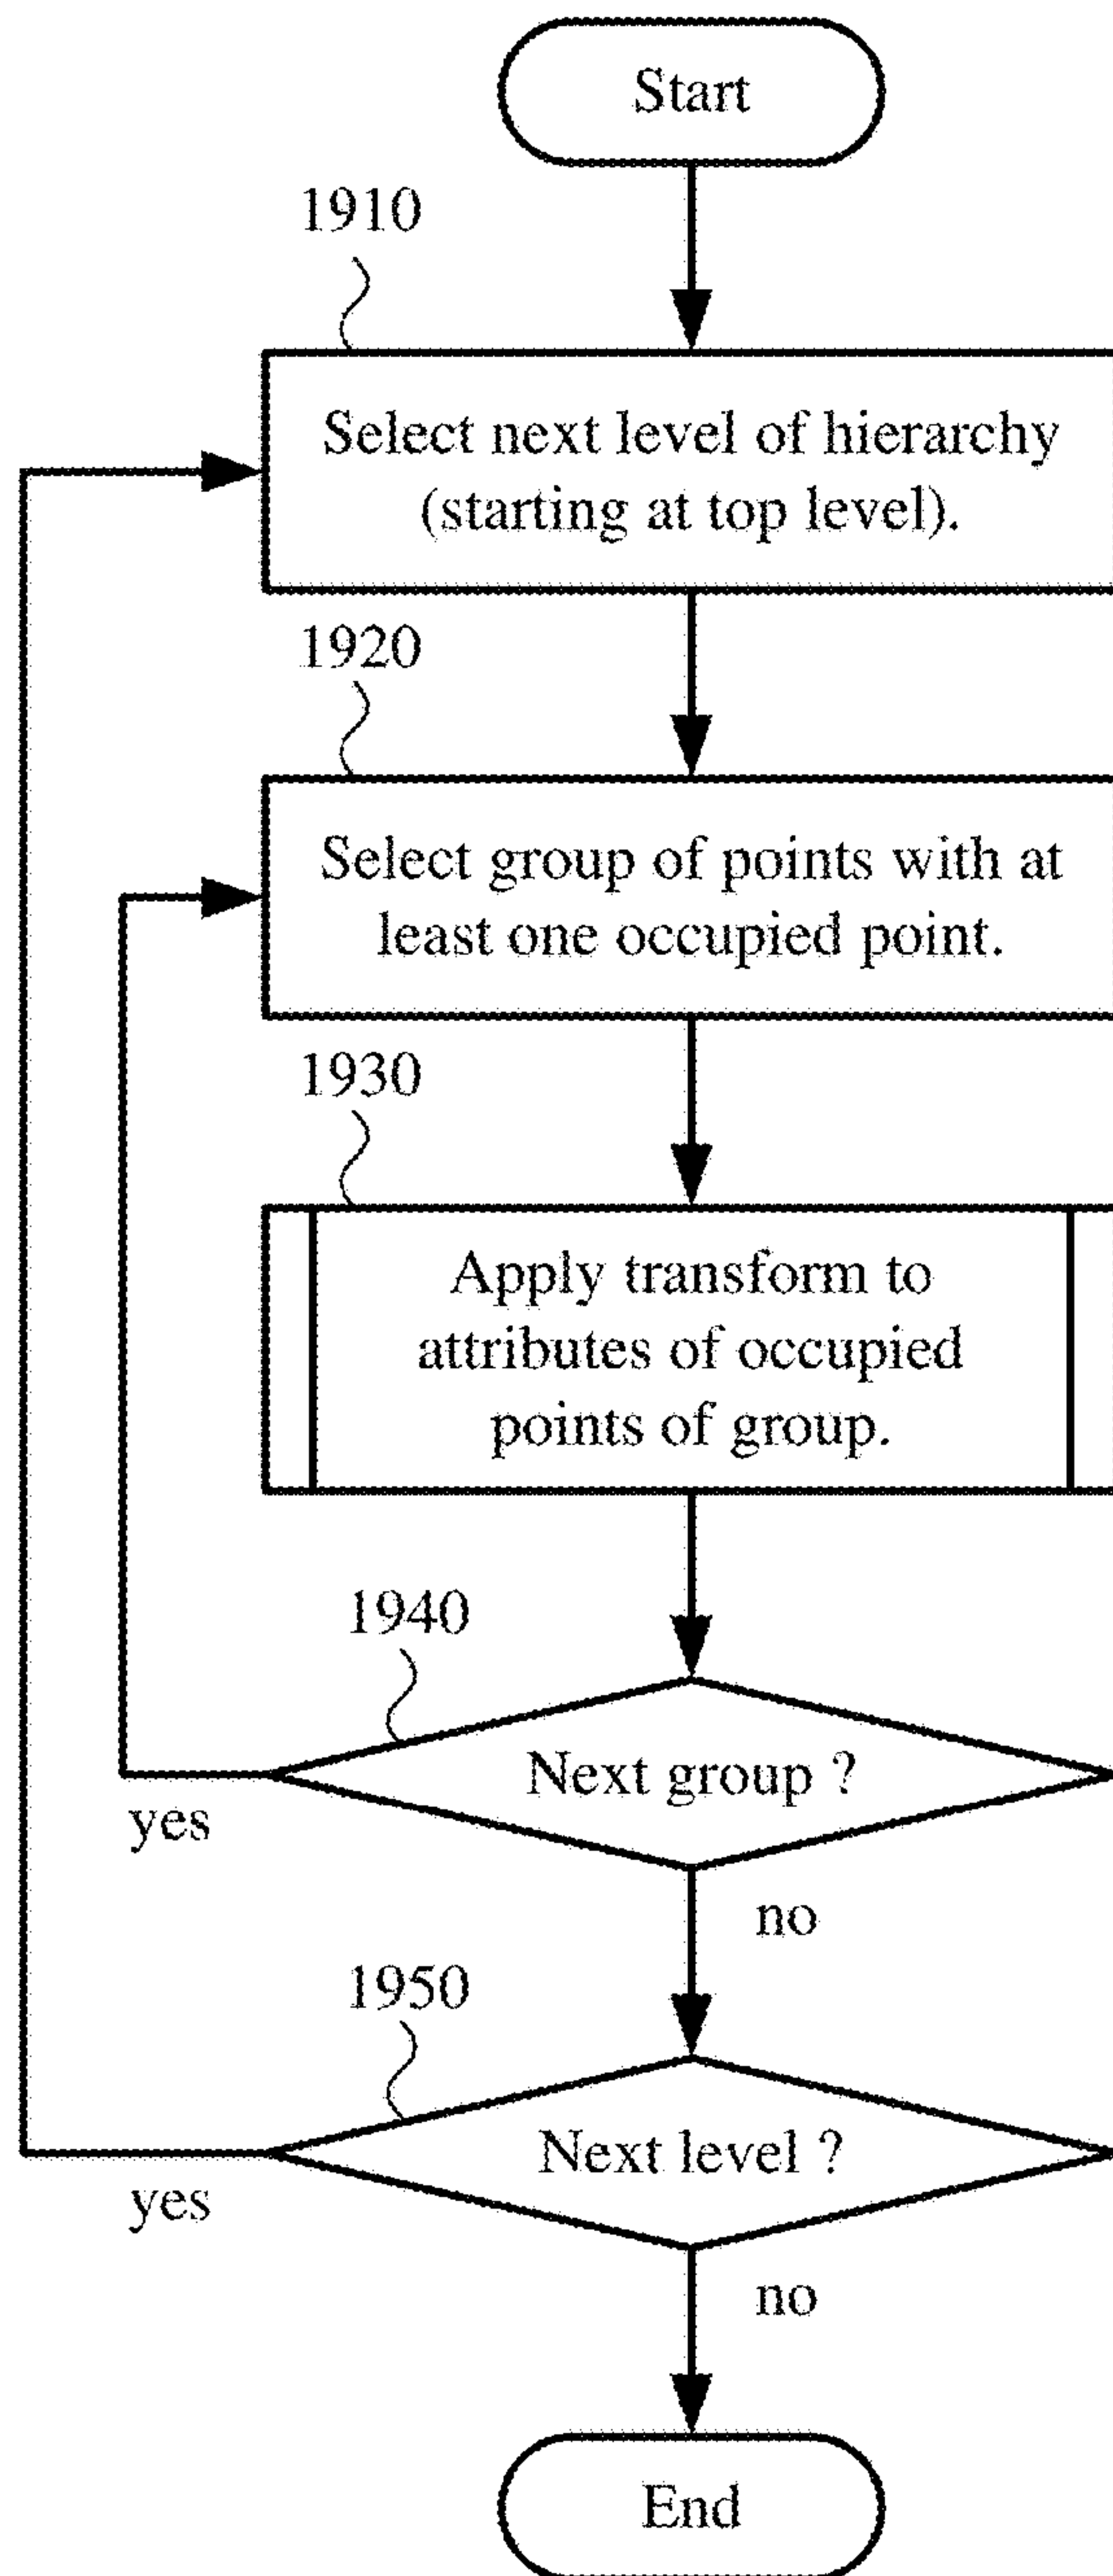 Start
1910
Select next level of hierarchy
(starting at top level).
1920
Select group of points with at
least one occupied point.
1930
Apply transform to
attributes of occupied
points of group.
1940
Next group ?
yes
no
1950
Next level ?
yes
no
End